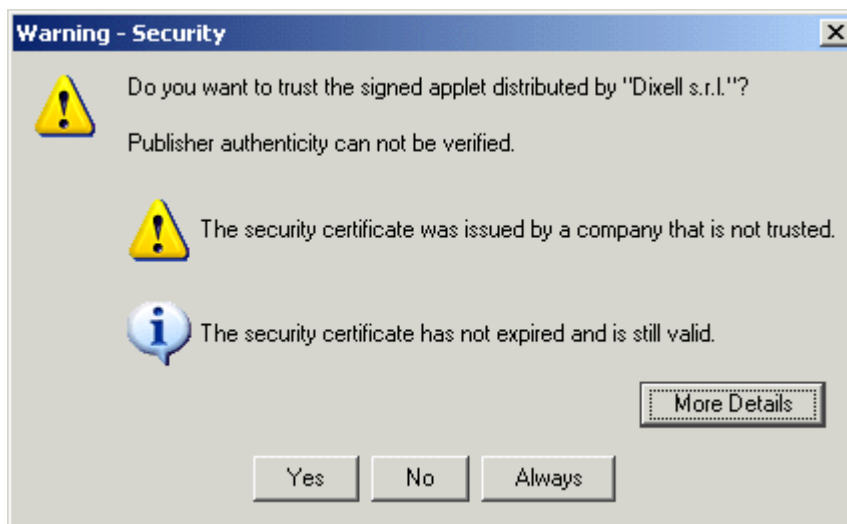 Warning - Security
Do you want to trust the signed applet distributed by "Dixell s.r.l."?
Publisher authenticity can not be verified.
The security certificate was issued by a company that is not trusted.
The security certificate has not expired and is still valid.
More Details
Yes No Always